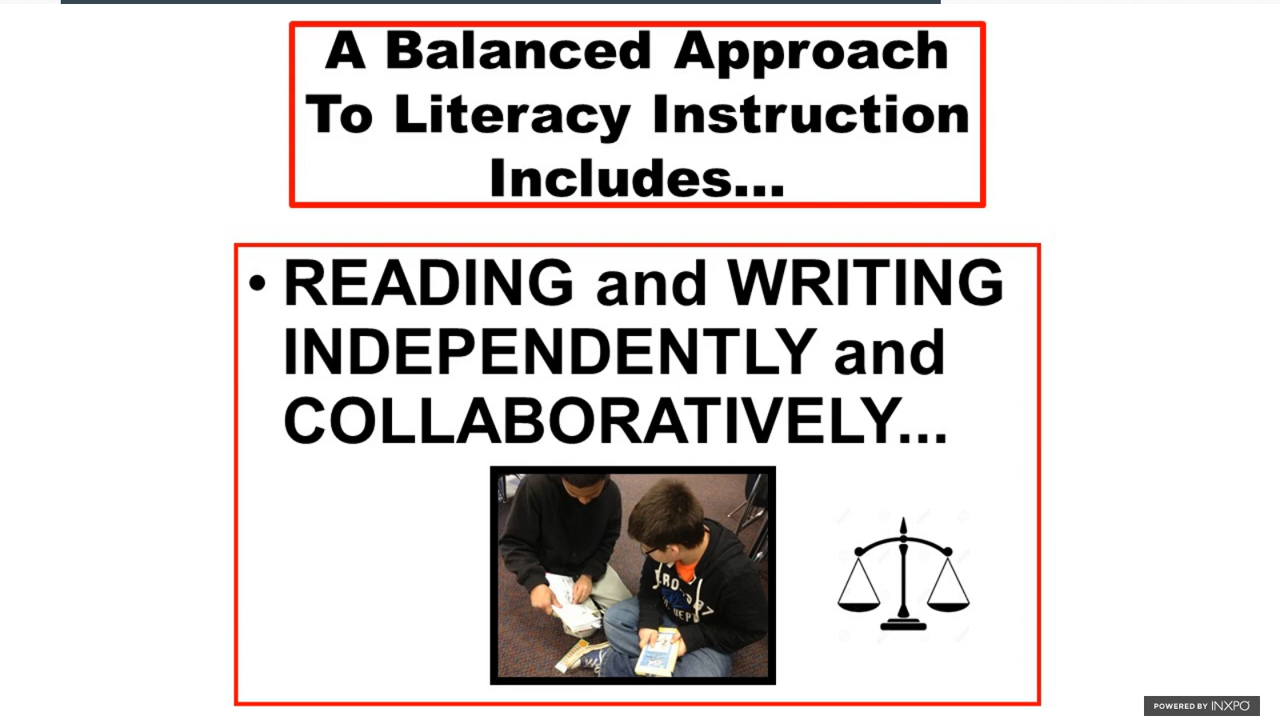 A Balanced Approach
To Literacy Instruction
Includes...
• READING and WRITING
INDEPENDENTLY and
COLLABORATIVELY...
POWERED BY INXPO